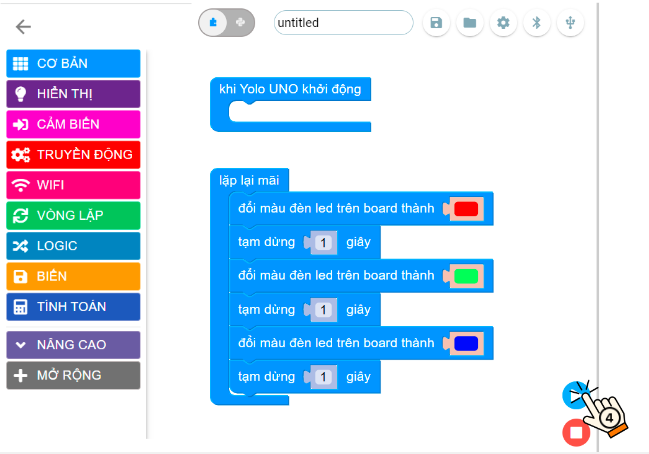 untitled
CƠ BẢN
HIỂN THỊ
CẢM BIẾN
TRUYỀN ĐỘNG
WIFI
VÒNG LẶP
LOGIC
BIẾN
TÍNH TOÁN
NÂNG CAO
MỞ RỘNG
khi Yolo UNO khởi động
lặp lại mãi
đổi màu đèn led trên board thành
tạm dừng 1 giây
đổi màu đèn led trên board thành
tạm dừng 1 giây
đổi màu đèn led trên board thành
tạm dừng 1 giây
4